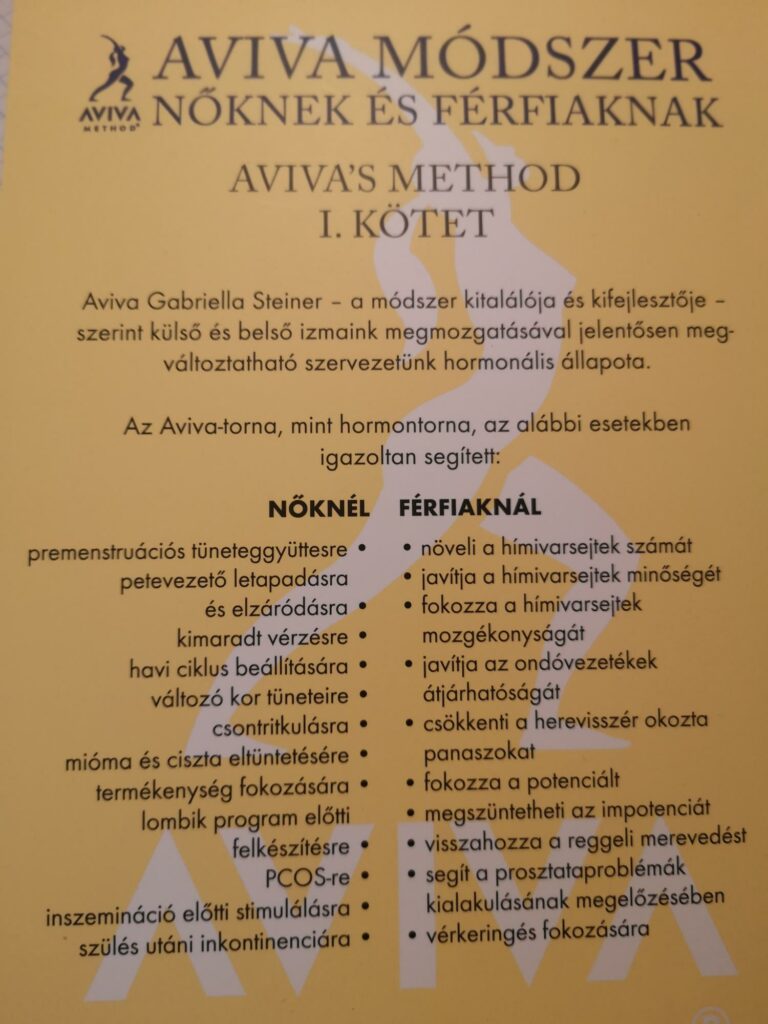 AVIVA MÓDSZER
NŐKNEK ÉS FÉRFIAKNAK
AVIVA
METHOD
AVIVA'S METHOD
I. KÖTET
Aviva Gabriella Steiner – a módszer kitalálója és kifejlesztője –
szerint külső és belső izmaink megmozgatásával jelentősen meg-
változtatható szervezetünk hormonális állapota.
Az Aviva-torna, mint hormontorna, az alábbi esetekben
igazoltan segített:
NŐKNÉL
premenstruációs tüneteggyüttesre •
petevezető letapadásra
és elzáródásra •
kimaradt vérzésre •
havi ciklus beállítására •
változó kor tüneteire •
csontritkulásra •
mióma és ciszta eltüntetésére •
termékenység fokozására •
lombik program előtti
felkészítésre •
PCOS-re •
inszemináció előtti stimulálásra •
szülés utáni inkontinenciára •
FÉRFIAKNÁL
• növeli a hímivarsejtek számát
• javítja a hímivarsejtek minőségét
• fokozza a hímivarsejtek
mozgékonyságát
• javítja az ondóvezetékek
átjárhatóságát
• csökkenti a herevisszér okozta
panaszokat
• fokozza a potenciált
• megszüntetheti az impotenciát
• visszahozza a reggeli merevedést
• segít a prosztataproblémák
kialakulásának megelőzésében
• vérkeringés fokozására
AVIVA
®